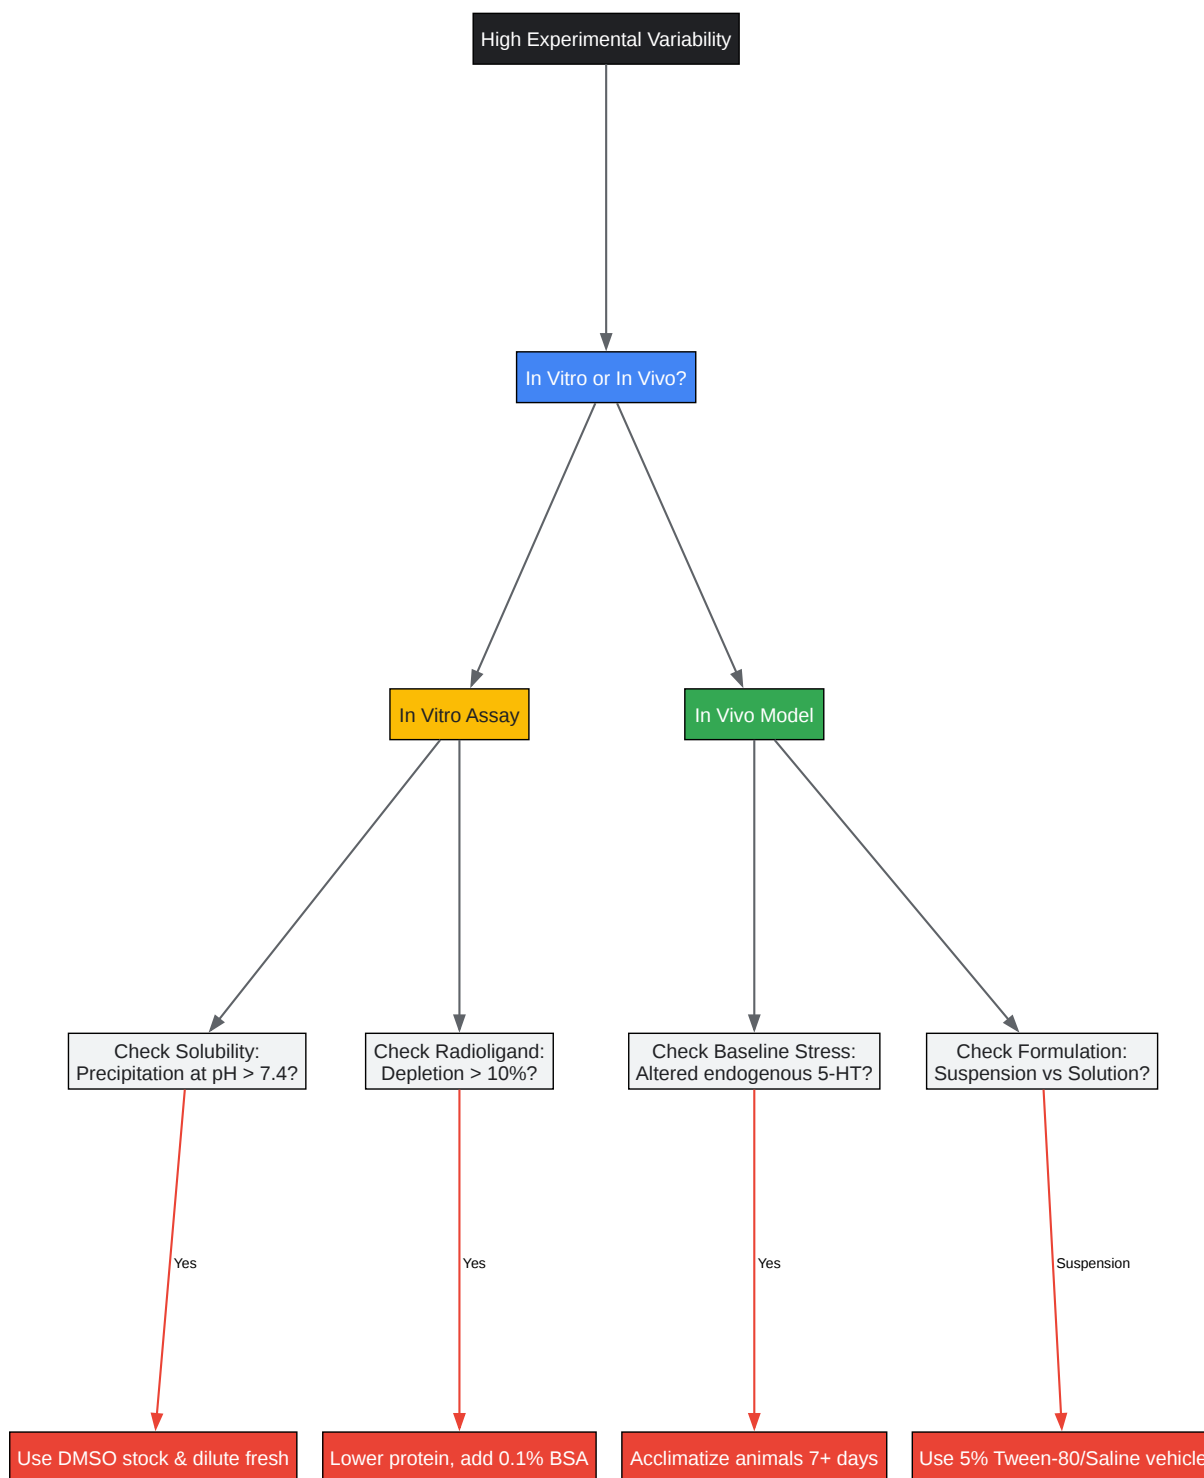 High Experimental Variability
In Vitro or In Vivo?
In Vitro Assay
In Vivo Model
Check Solubility:
Precipitation at pH > 7.4?
Check Radioligand:
Depletion > 10%?
Check Baseline Stress:
Altered endogenous 5-HT?
Check Formulation:
Suspension vs Solution?
Yes
Yes
Yes
Suspension
Use DMSO stock & dilute fresh
Lower protein, add 0.1% BSA
Acclimatize animals 7+ days
Use 5% Tween-80/Saline vehicle